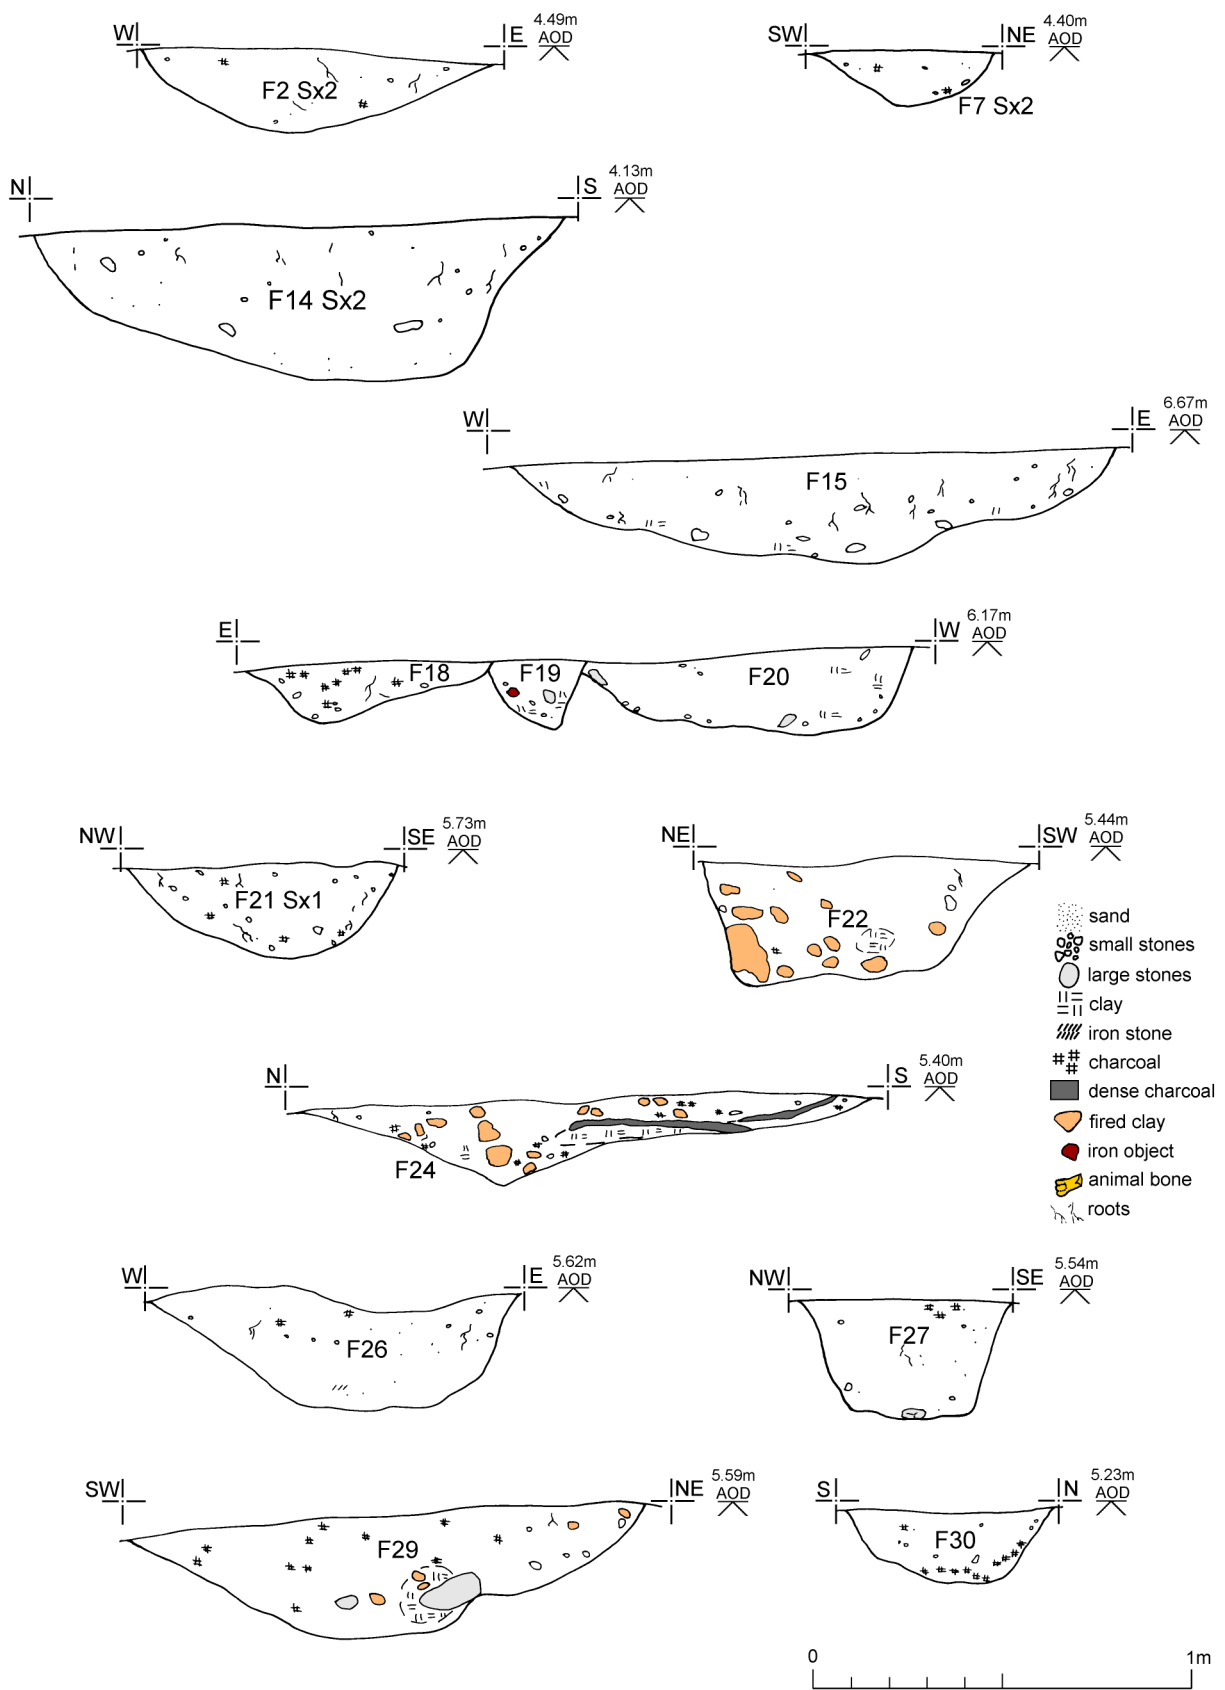 W E 4.49m
AOD
F2 Sx2
SW NE 4.40m
AOD
F7 Sx2
N S 4.13m
AOD
F14 Sx2
W E 6.67m
AOD
F15
E W 6.17m
AOD
F18 F19 F20
NW SE 5.73m
AOD
F21 Sx1
NE SW 5.44m
AOD
F22
sand
small stones
large stones
clay
iron stone
charcoal
dense charcoal
fired clay
iron object
animal bone
roots
N S 5.40m
AOD
F24
W E 5.62m
AOD
F26
NW SE 5.54m
AOD
F27
SW NE 5.59m
AOD
F29
S N 5.23m
AOD
F30
0 1m